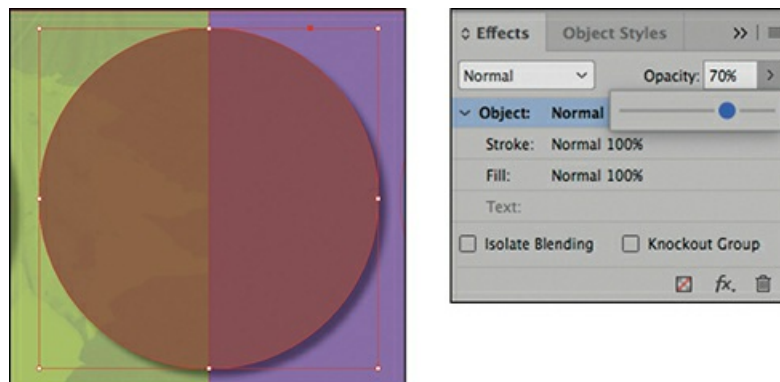 Effects Object Styles
Normal Opacity: 70%
Object: Normal
Stroke: Normal 100%
Fill: Normal 100%
Text:
Isolate Blending Knockout Group
fx.